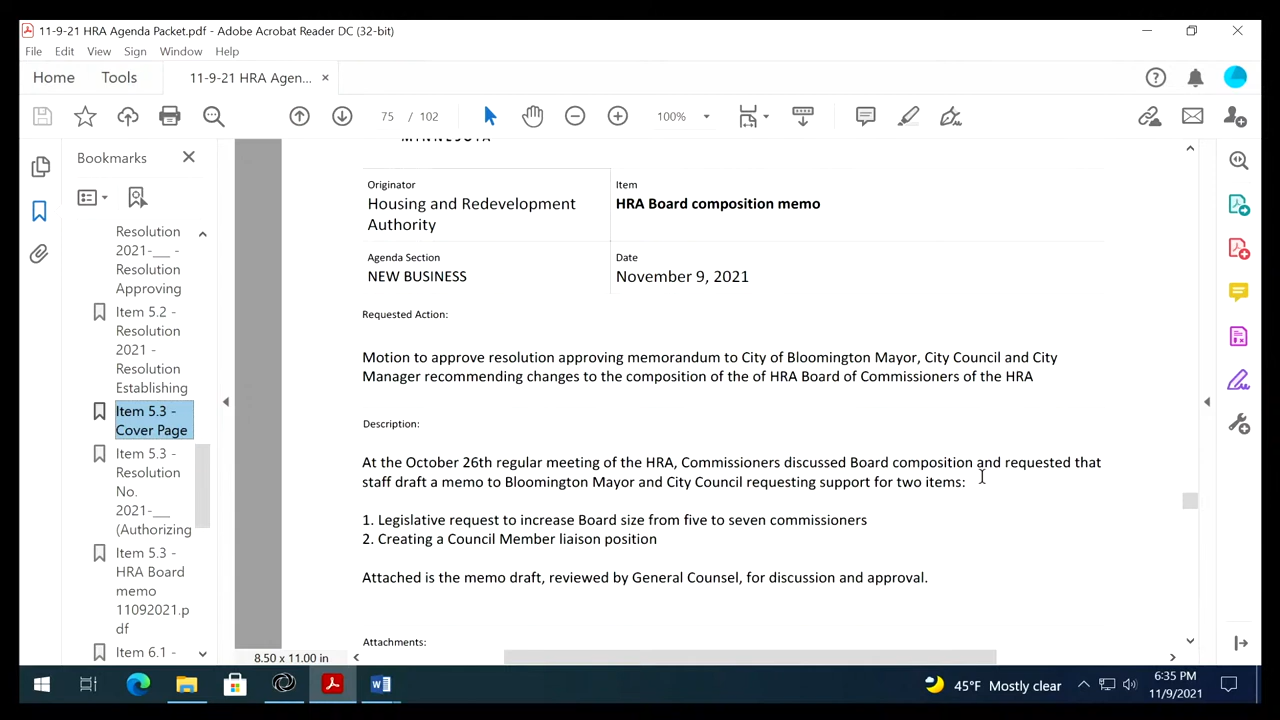 11-9-21 HRA Agenda Packet.pdf - Adobe Acrobat Reader DC (32-bit)
File Edit View Sign Window Help
Home Tools 11-9-21 HRA Agen... ×
75 / 102 100%
Bookmarks
Resolution
2021-___ -
Resolution
Approving
Item 5.2 -
Resolution
2021 -
Resolution
Establishing
Item 5.3 -
Cover Page
Item 5.3 -
Resolution
No.
2021-___
(Authorizing
Item 5.3 -
HRA Board
memo
11092021.p
df
Item 6.1 -
MINNESOTA
Originator
Housing and Redevelopment
Authority
Item
HRA Board composition memo
Agenda Section
NEW BUSINESS
Date
November 9, 2021
Requested Action:
Motion to approve resolution approving memorandum to City of Bloomington Mayor, City Council and City
Manager recommending changes to the composition of the of HRA Board of Commissioners of the HRA
Description:
At the October 26th regular meeting of the HRA, Commissioners discussed Board composition and requested that
staff draft a memo to Bloomington Mayor and City Council requesting support for two items:
1. Legislative request to increase Board size from five to seven commissioners
2. Creating a Council Member liaison position
Attached is the memo draft, reviewed by General Counsel, for discussion and approval.
Attachments:
8.50 x 11.00 in
45°F Mostly clear
6:35 PM
11/9/2021